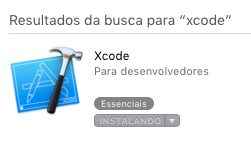 Resultados da busca para “xcode”
Xcode
Para desenvolvedores
Essenciais
INSTALANDO